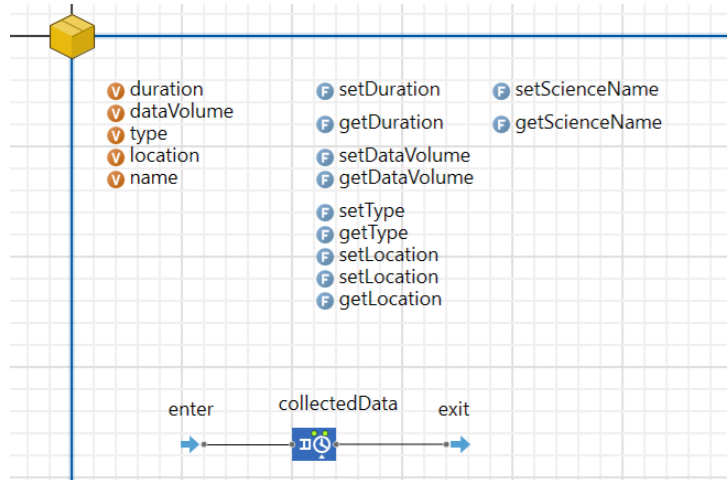 duration
dataVolume
type
location
name
setDuration
getDuration
setDataVolume
getDataVolume
setType
getType
setLocation
setLocation
getLocation
setScienceName
getScienceName
enter
collectedData
exit